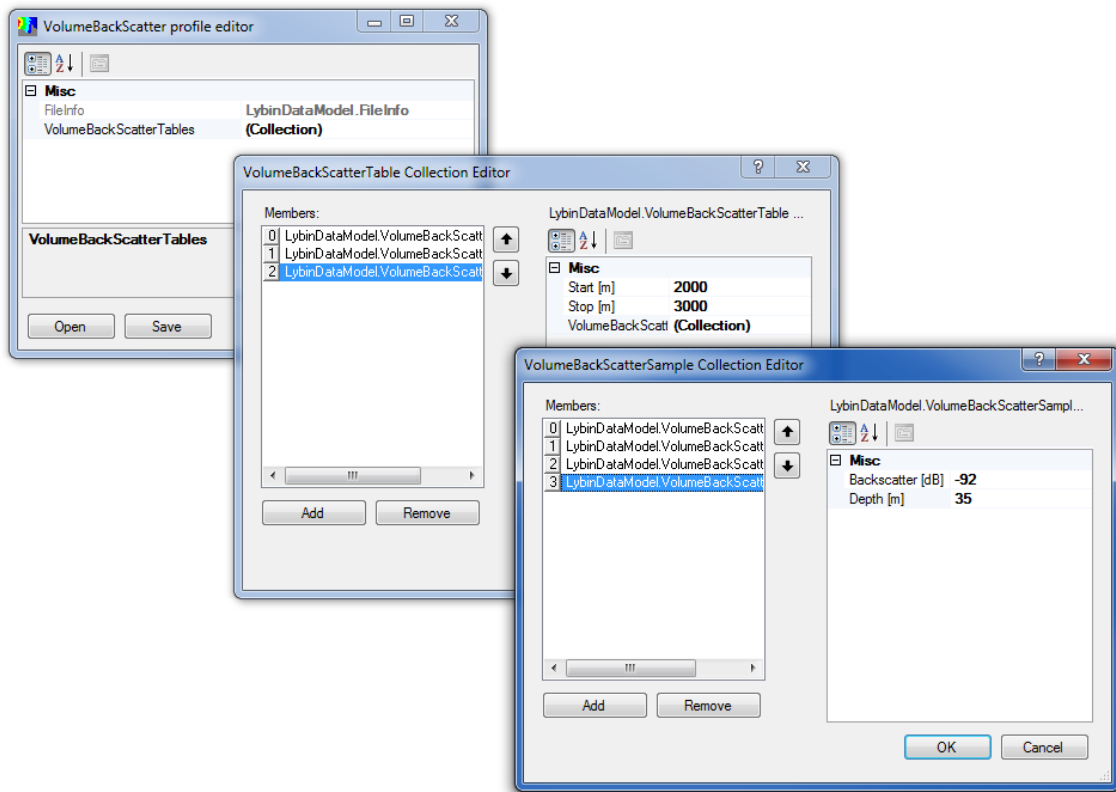 VolumeBackScatter profile editor
Misc
FileInfo LybinDataModel.FileInfo
VolumeBackScatterTables (Collection)
VolumeBackScatterTables
Open Save
VolumeBackScatterTable Collection Editor
Members:
0 LybinDataModel.VolumeBackScatt
1 LybinDataModel.VolumeBackScatt
2 LybinDataModel.VolumeBackScatt
Add Remove
LybinDataModel.VolumeBackScatterTable ...
Misc
Start [m] 2000
Stop [m] 3000
VolumeBackScatt (Collection)
VolumeBackScatterSample Collection Editor
Members:
0 LybinDataModel.VolumeBackScatt
1 LybinDataModel.VolumeBackScatt
2 LybinDataModel.VolumeBackScatt
3 LybinDataModel.VolumeBackScatt
Add Remove
LybinDataModel.VolumeBackScatterSampl...
Misc
Backscatter [dB] -92
Depth [m] 35
OK Cancel